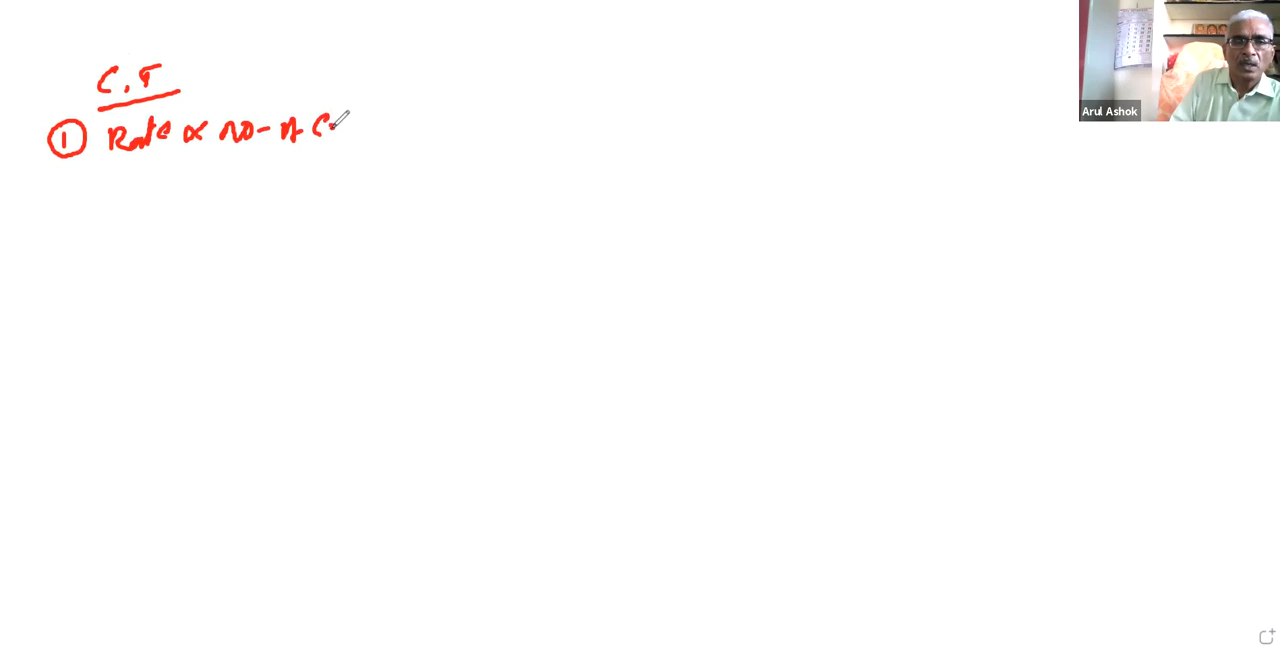 C.T
① Rate ∝ no- of C
Arul Ashok